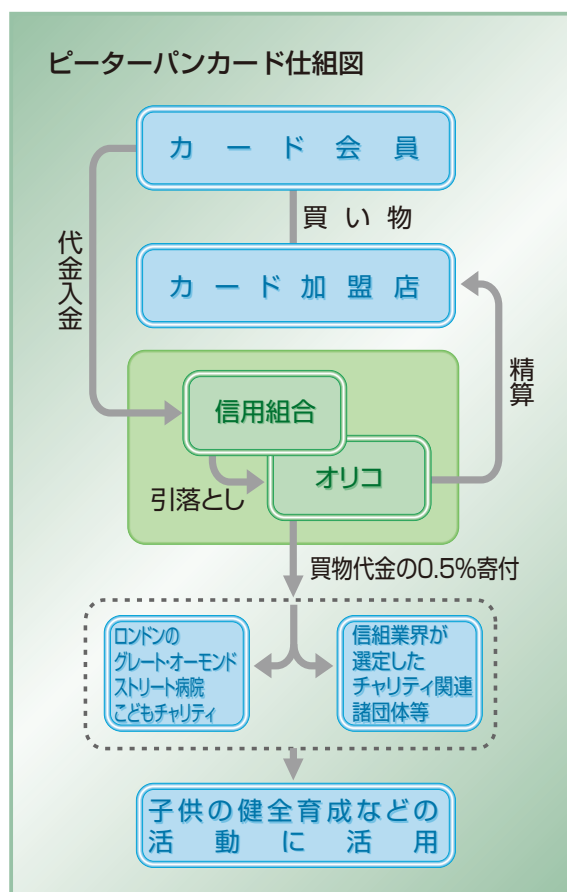 ピーターパンカード仕組図
カード会員
買い物
代金入金
カード加盟店
精算
信用組合
オリコ
引落とし
買物代金の0.5%寄付
ロンドンの
グレート・オーモンド
ストリート病院
こどもチャリティ
信組業界が
選定した
チャリティ関連
諸団体等
子供の健全育成などの
活動に活用